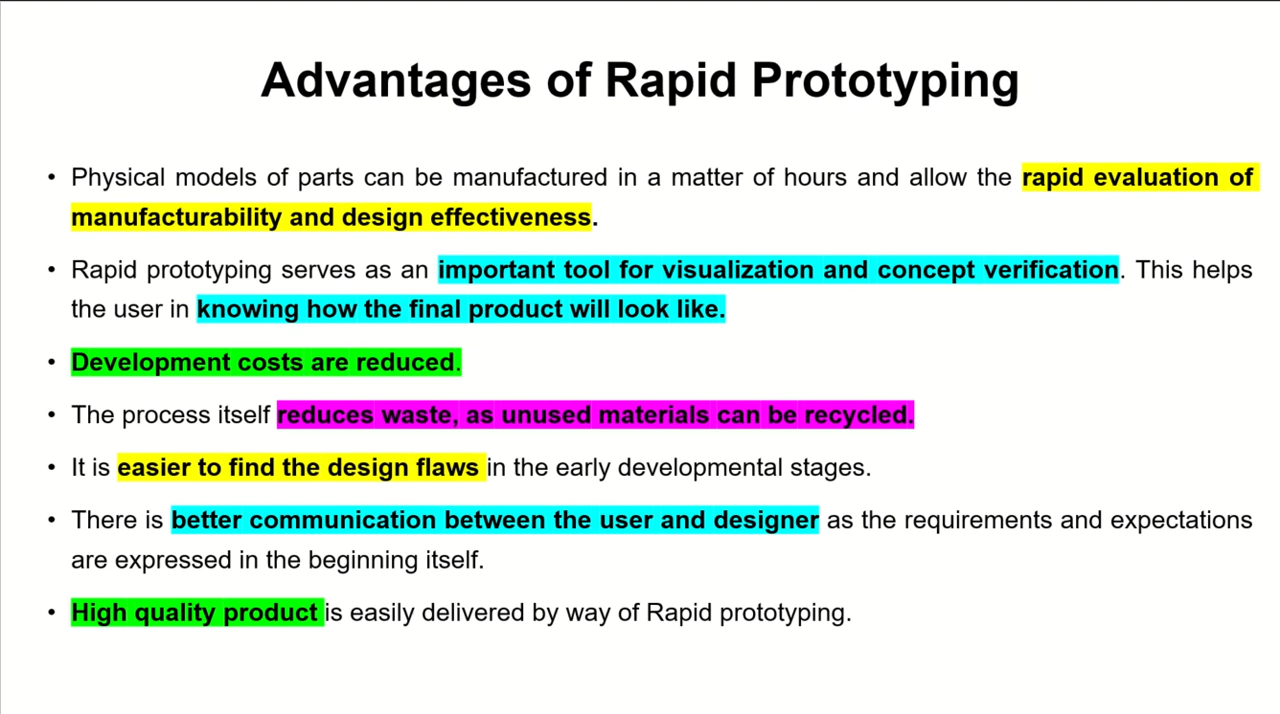 Advantages of Rapid Prototyping
• Physical models of parts can be manufactured in a matter of hours and allow the rapid evaluation of
manufacturability and design effectiveness.
• Rapid prototyping serves as an important tool for visualization and concept verification. This helps
the user in knowing how the final product will look like.
• Development costs are reduced.
• The process itself reduces waste, as unused materials can be recycled.
• It is easier to find the design flaws in the early developmental stages.
• There is better communication between the user and designer as the requirements and expectations
are expressed in the beginning itself.
• High quality product is easily delivered by way of Rapid prototyping.